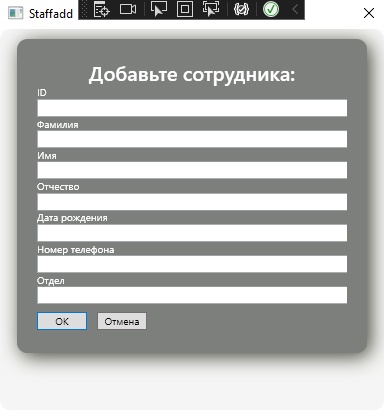 Staffadd
Добавьте сотрудника:
ID
Фамилия
Имя
Отчество
Дата рождения
Номер телефона
Отдел
OK
Отмена